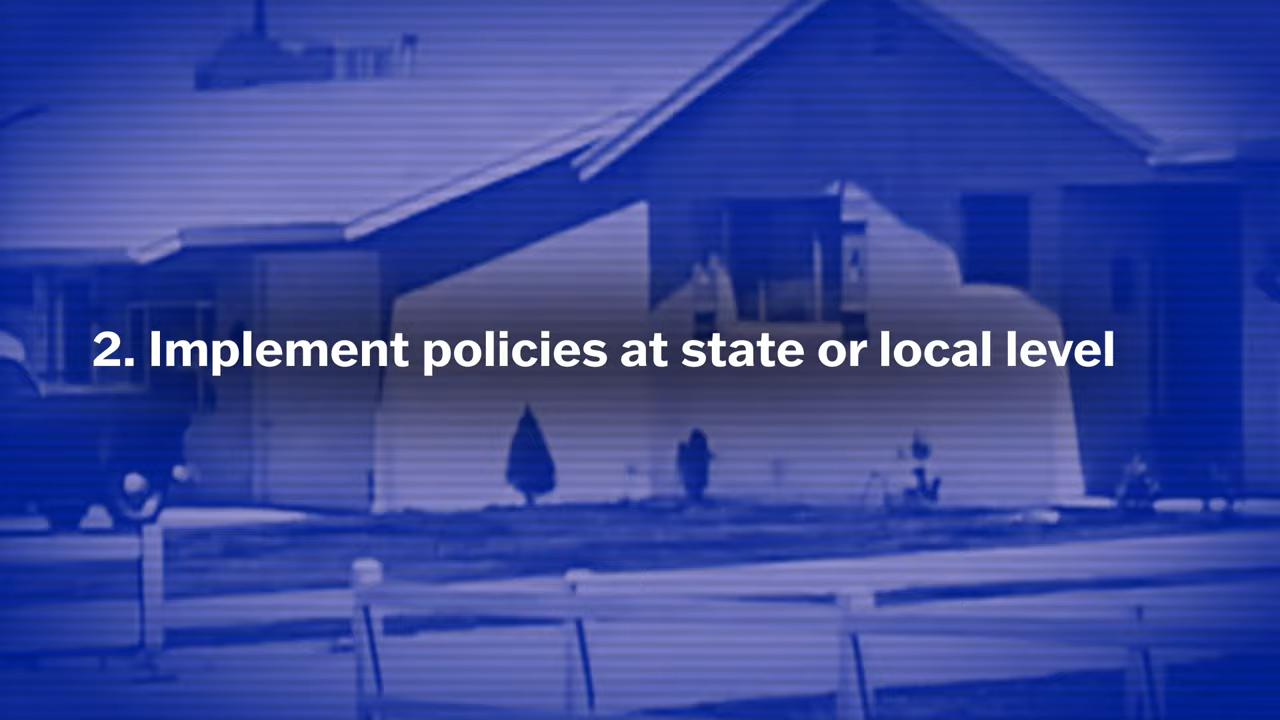 2. Implement policies at state or local level